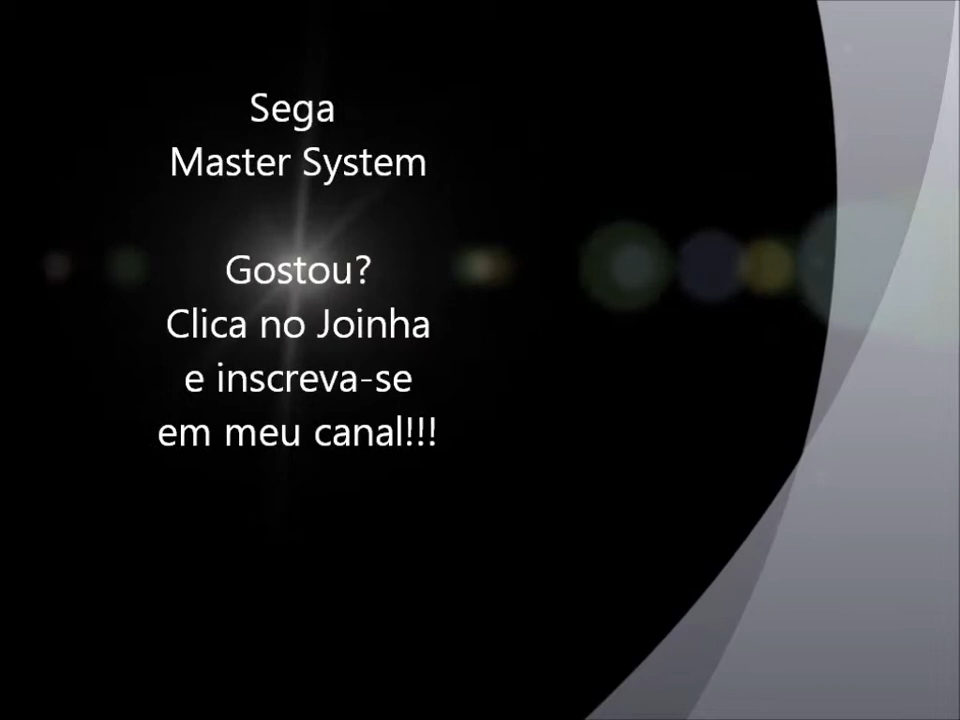 Sega
Master System
Gostou?
Clica no Joinha
e inscreva-se
em meu canal!!!